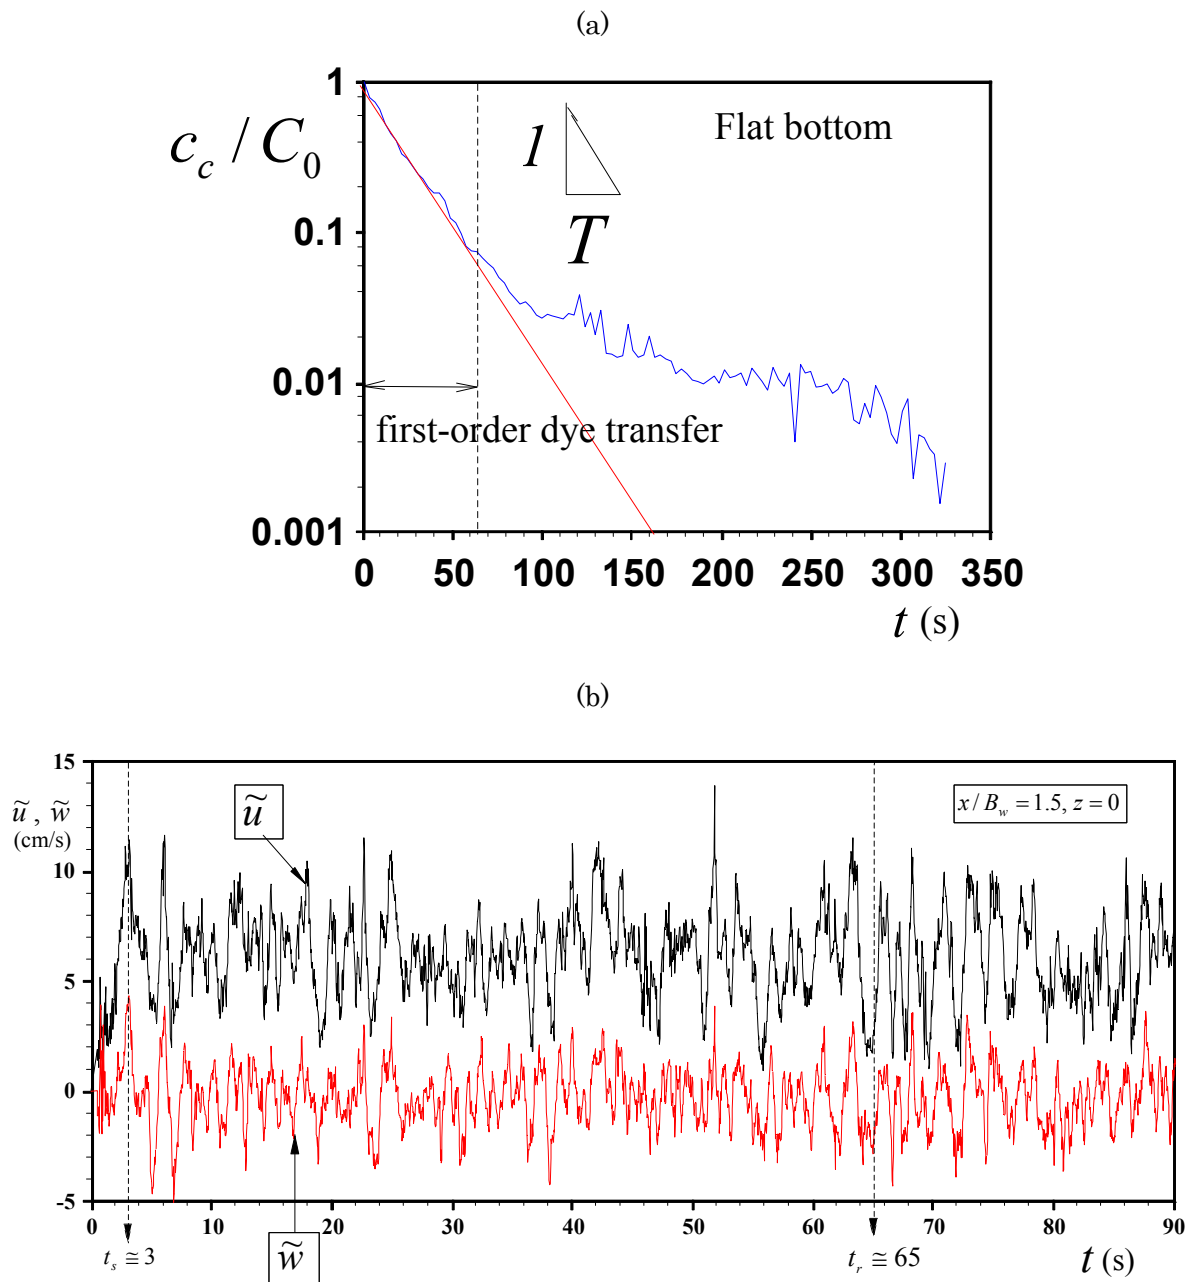 (a)
1
c_c / C_0
Flat bottom
1
T
0.1
0.01
first-order dye transfer
0.001
0 50 100 150 200 250 300 350
t (s)
(b)
15
ũ , w̃
(cm/s)
ũ
x / B_w = 1.5, z = 0
10
5
0
-5
0 10 20 30 40 50 60 70 80 90
t_s ≅ 3
w̃
t_r ≅ 65
t (s)